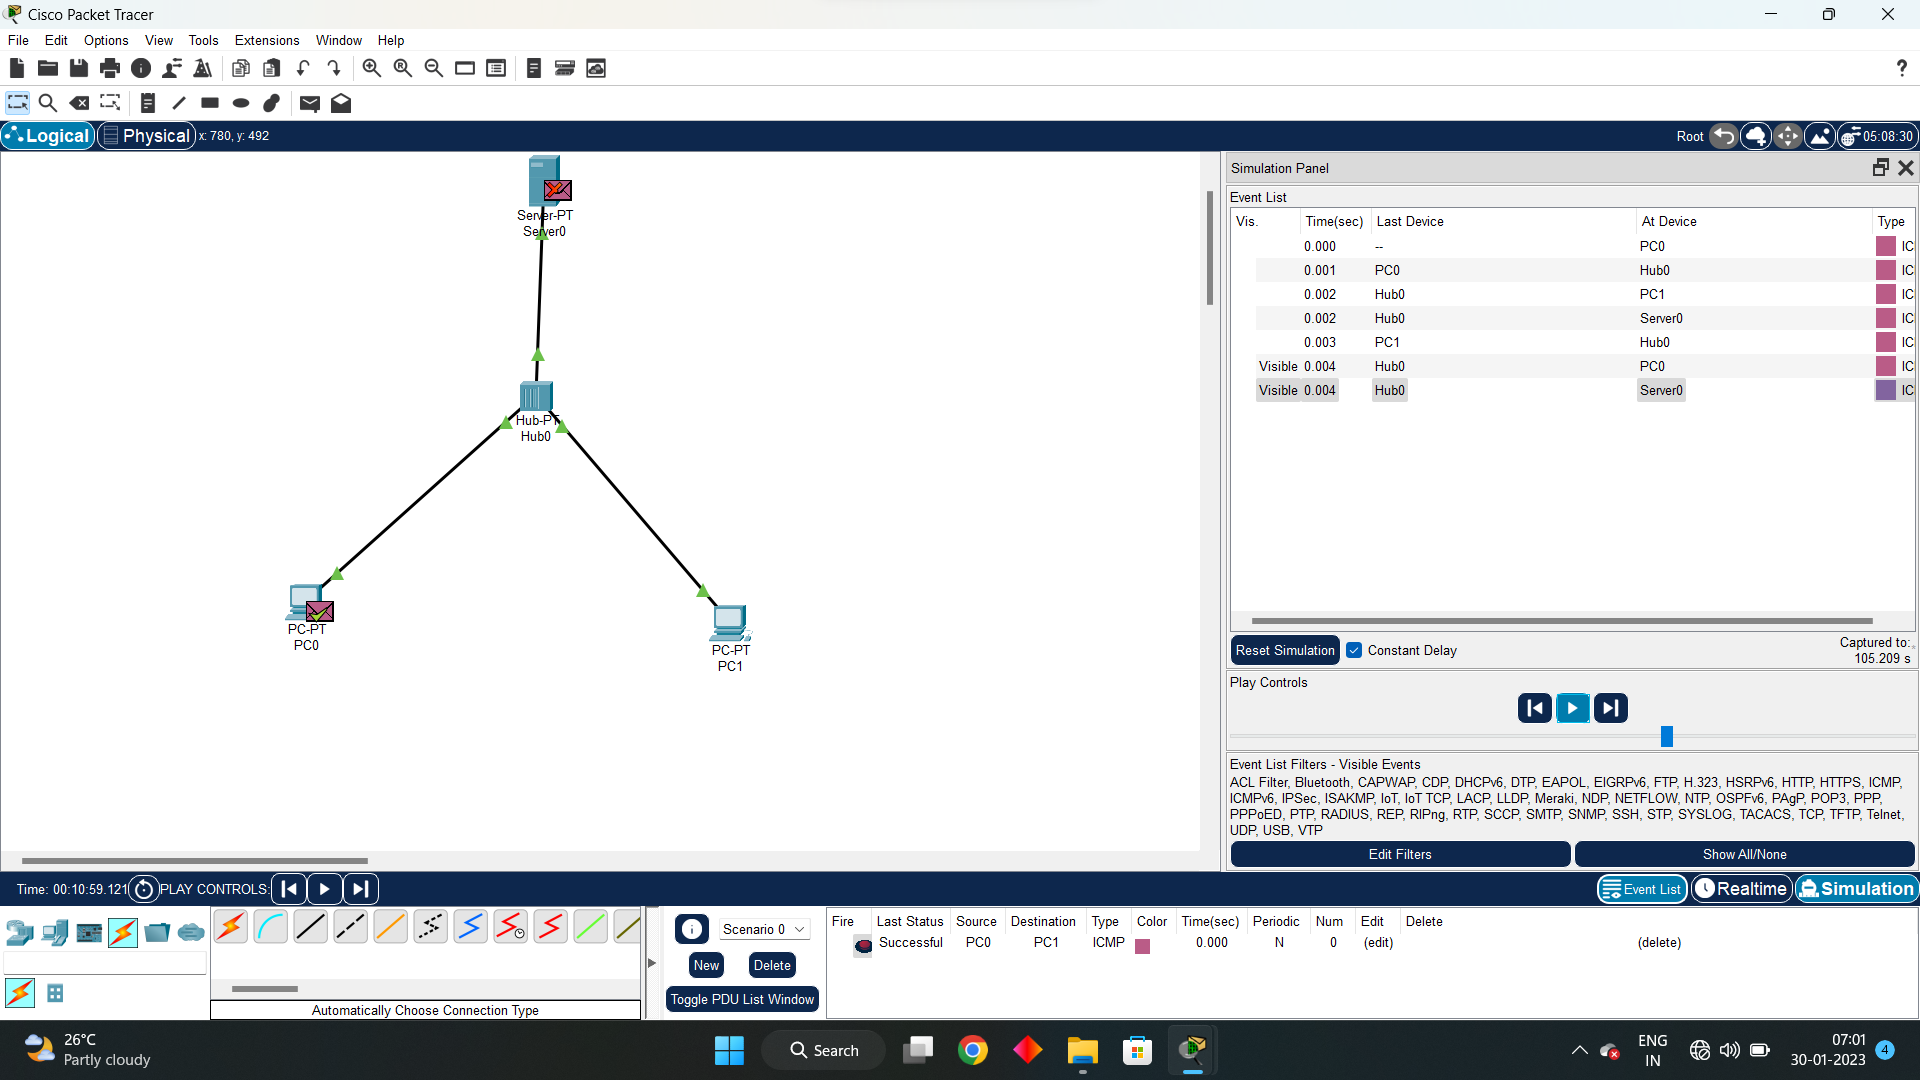 Cisco Packet Tracer
File Edit Options View Tools Extensions Window Help
?
Logical Physical x: 780, y: 492 Root 05:08:30
Server-PT
Server0
Hub-PT
Hub0
PC-PT
PC0
PC-PT
PC1
Simulation Panel
Event List
Vis. Time(sec) Last Device At Device Type
0.000 -- PC0 IC
0.001 PC0 Hub0 IC
0.002 Hub0 PC1 IC
0.002 Hub0 Server0 IC
0.003 PC1 Hub0 IC
Visible 0.004 Hub0 PC0 IC
Visible 0.004 Hub0 Server0 IC
Reset Simulation Constant Delay Captured to:
105.209 s
Play Controls
Event List Filters - Visible Events
ACL Filter, Bluetooth, CAPWAP, CDP, DHCPv6, DTP, EAPOL, EIGRPv6, FTP, H.323, HSRPv6, HTTP, HTTPS, ICMP,
ICMPv6, IPSec, ISAKMP, IoT, IoT TCP, LACP, LLDP, Meraki, NDP, NETFLOW, NTP, OSPFv6, PAgP, POP3, PPP,
PPPoED, PTP, RADIUS, REP, RIPng, RTP, SCCP, SMTP, SNMP, SSH, STP, SYSLOG, TACACS, TCP, TFTP, Telnet,
UDP, USB, VTP
Edit Filters Show All/None
Time: 00:10:59.121 PLAY CONTROLS: Event List Realtime Simulation
Automatically Choose Connection Type
Scenario 0
New Delete
Toggle PDU List Window
Fire Last Status Source Destination Type Color Time(sec) Periodic Num Edit Delete
Successful PC0 PC1 ICMP 0.000 N 0 (edit) (delete)
26°C
Partly cloudy
Search
ENG
IN
07:01
30-01-2023
4